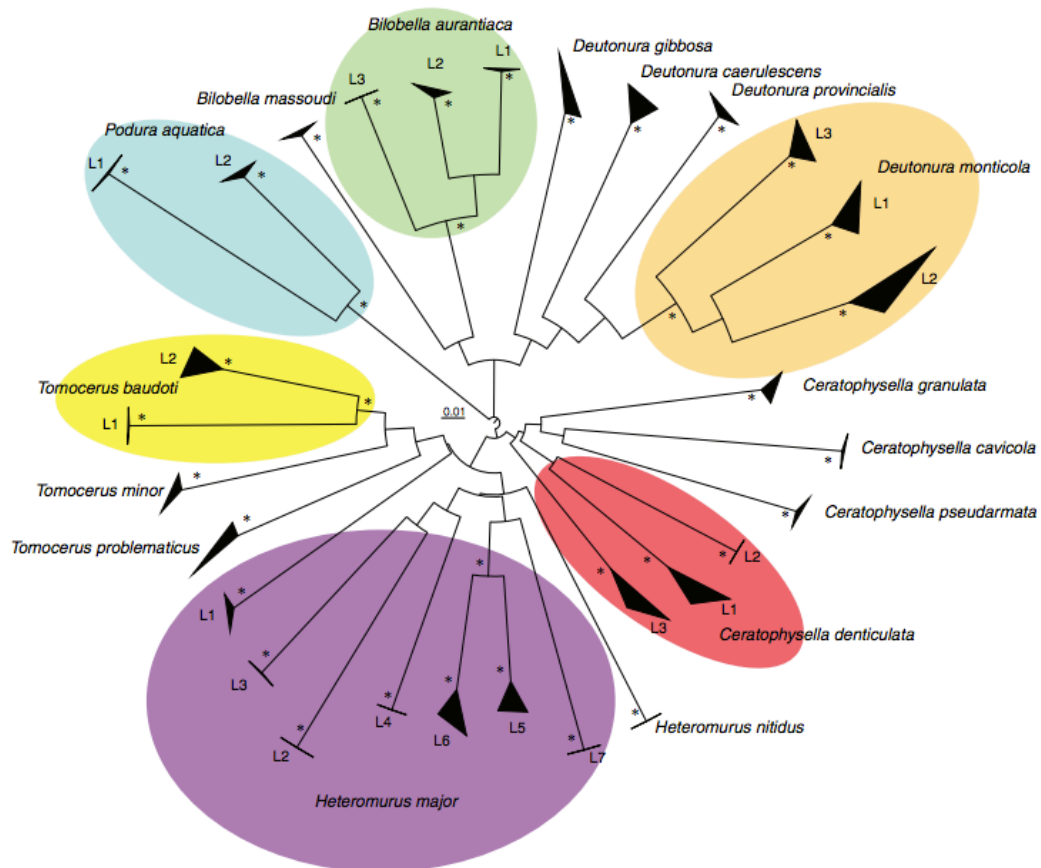 Bilobella aurantiaca
L1
L2
L3
*
*
*
*
Deutonura gibbosa
*
Deutonura caerulescens
*
Deutonura provincialis
*
Bilobella massoudi
*
Podura aquatica
L1
*
L2
*
*
L3
*
Deutonura monticola
L1
*
L2
*
*
L2
*
Tomocerus baudoti
*
L1
*
0.01
Ceratophysella granulata
*
Ceratophysella cavicola
*
Tomocerus minor
*
Ceratophysella pseudarmata
*
Tomocerus problematicus
*
L2
*
L1
*
L3
*
Ceratophysella denticulata
L1
*
*
L3
*
L4
*
L6
*
L5
*
L2
*
L7
*
Heteromurus nitidus
*
Heteromurus major